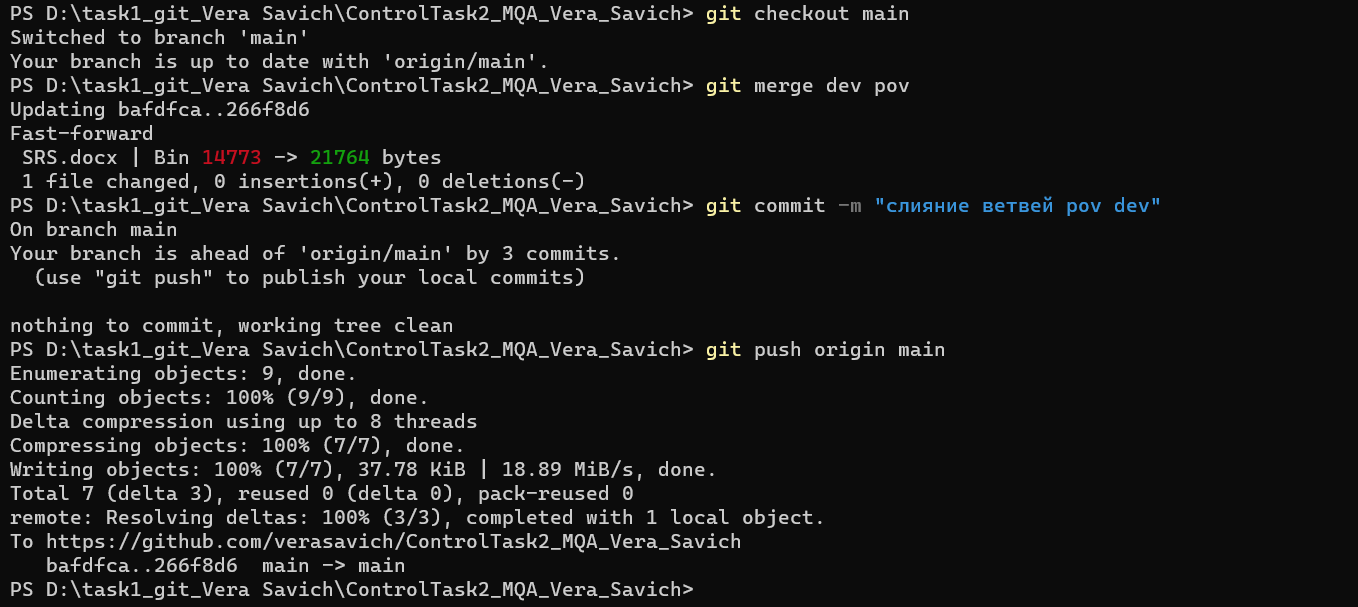 PS D:\task1_git_Vera Savich\ControlTask2_MQA_Vera_Savich> git checkout main
Switched to branch 'main'
Your branch is up to date with 'origin/main'.
PS D:\task1_git_Vera Savich\ControlTask2_MQA_Vera_Savich> git merge dev pov
Updating bafdfca..266f8d6
Fast-forward
 SRS.docx | Bin 14773 -> 21764 bytes
 1 file changed, 0 insertions(+), 0 deletions(-)
PS D:\task1_git_Vera Savich\ControlTask2_MQA_Vera_Savich> git commit -m "слияние ветвей pov dev"
On branch main
Your branch is ahead of 'origin/main' by 3 commits.
  (use "git push" to publish your local commits)

nothing to commit, working tree clean
PS D:\task1_git_Vera Savich\ControlTask2_MQA_Vera_Savich> git push origin main
Enumerating objects: 9, done.
Counting objects: 100% (9/9), done.
Delta compression using up to 8 threads
Compressing objects: 100% (7/7), done.
Writing objects: 100% (7/7), 37.78 KiB | 18.89 MiB/s, done.
Total 7 (delta 3), reused 0 (delta 0), pack-reused 0
remote: Resolving deltas: 100% (3/3), completed with 1 local object.
To https://github.com/verasavich/ControlTask2_MQA_Vera_Savich
   bafdfca..266f8d6  main -> main
PS D:\task1_git_Vera Savich\ControlTask2_MQA_Vera_Savich>